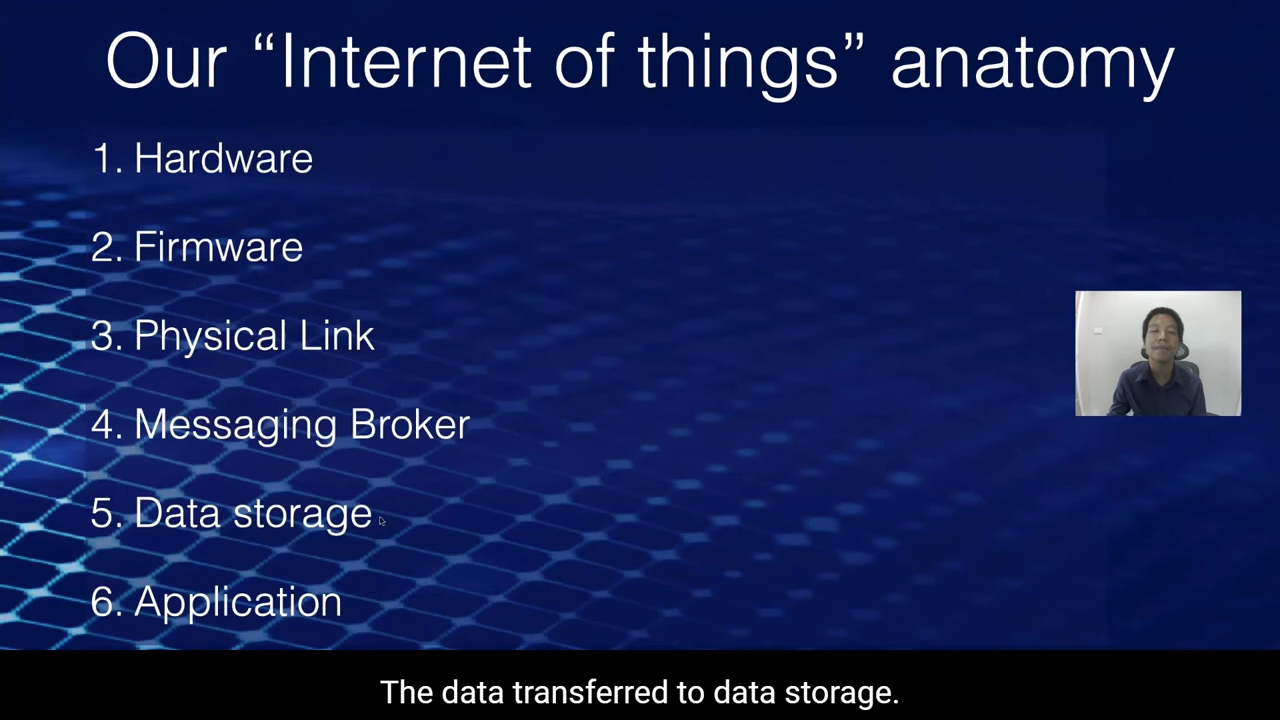 Our “Internet of things” anatomy
1. Hardware
2. Firmware
3. Physical Link
4. Messaging Broker
5. Data storage
6. Application
The data transferred to data storage.